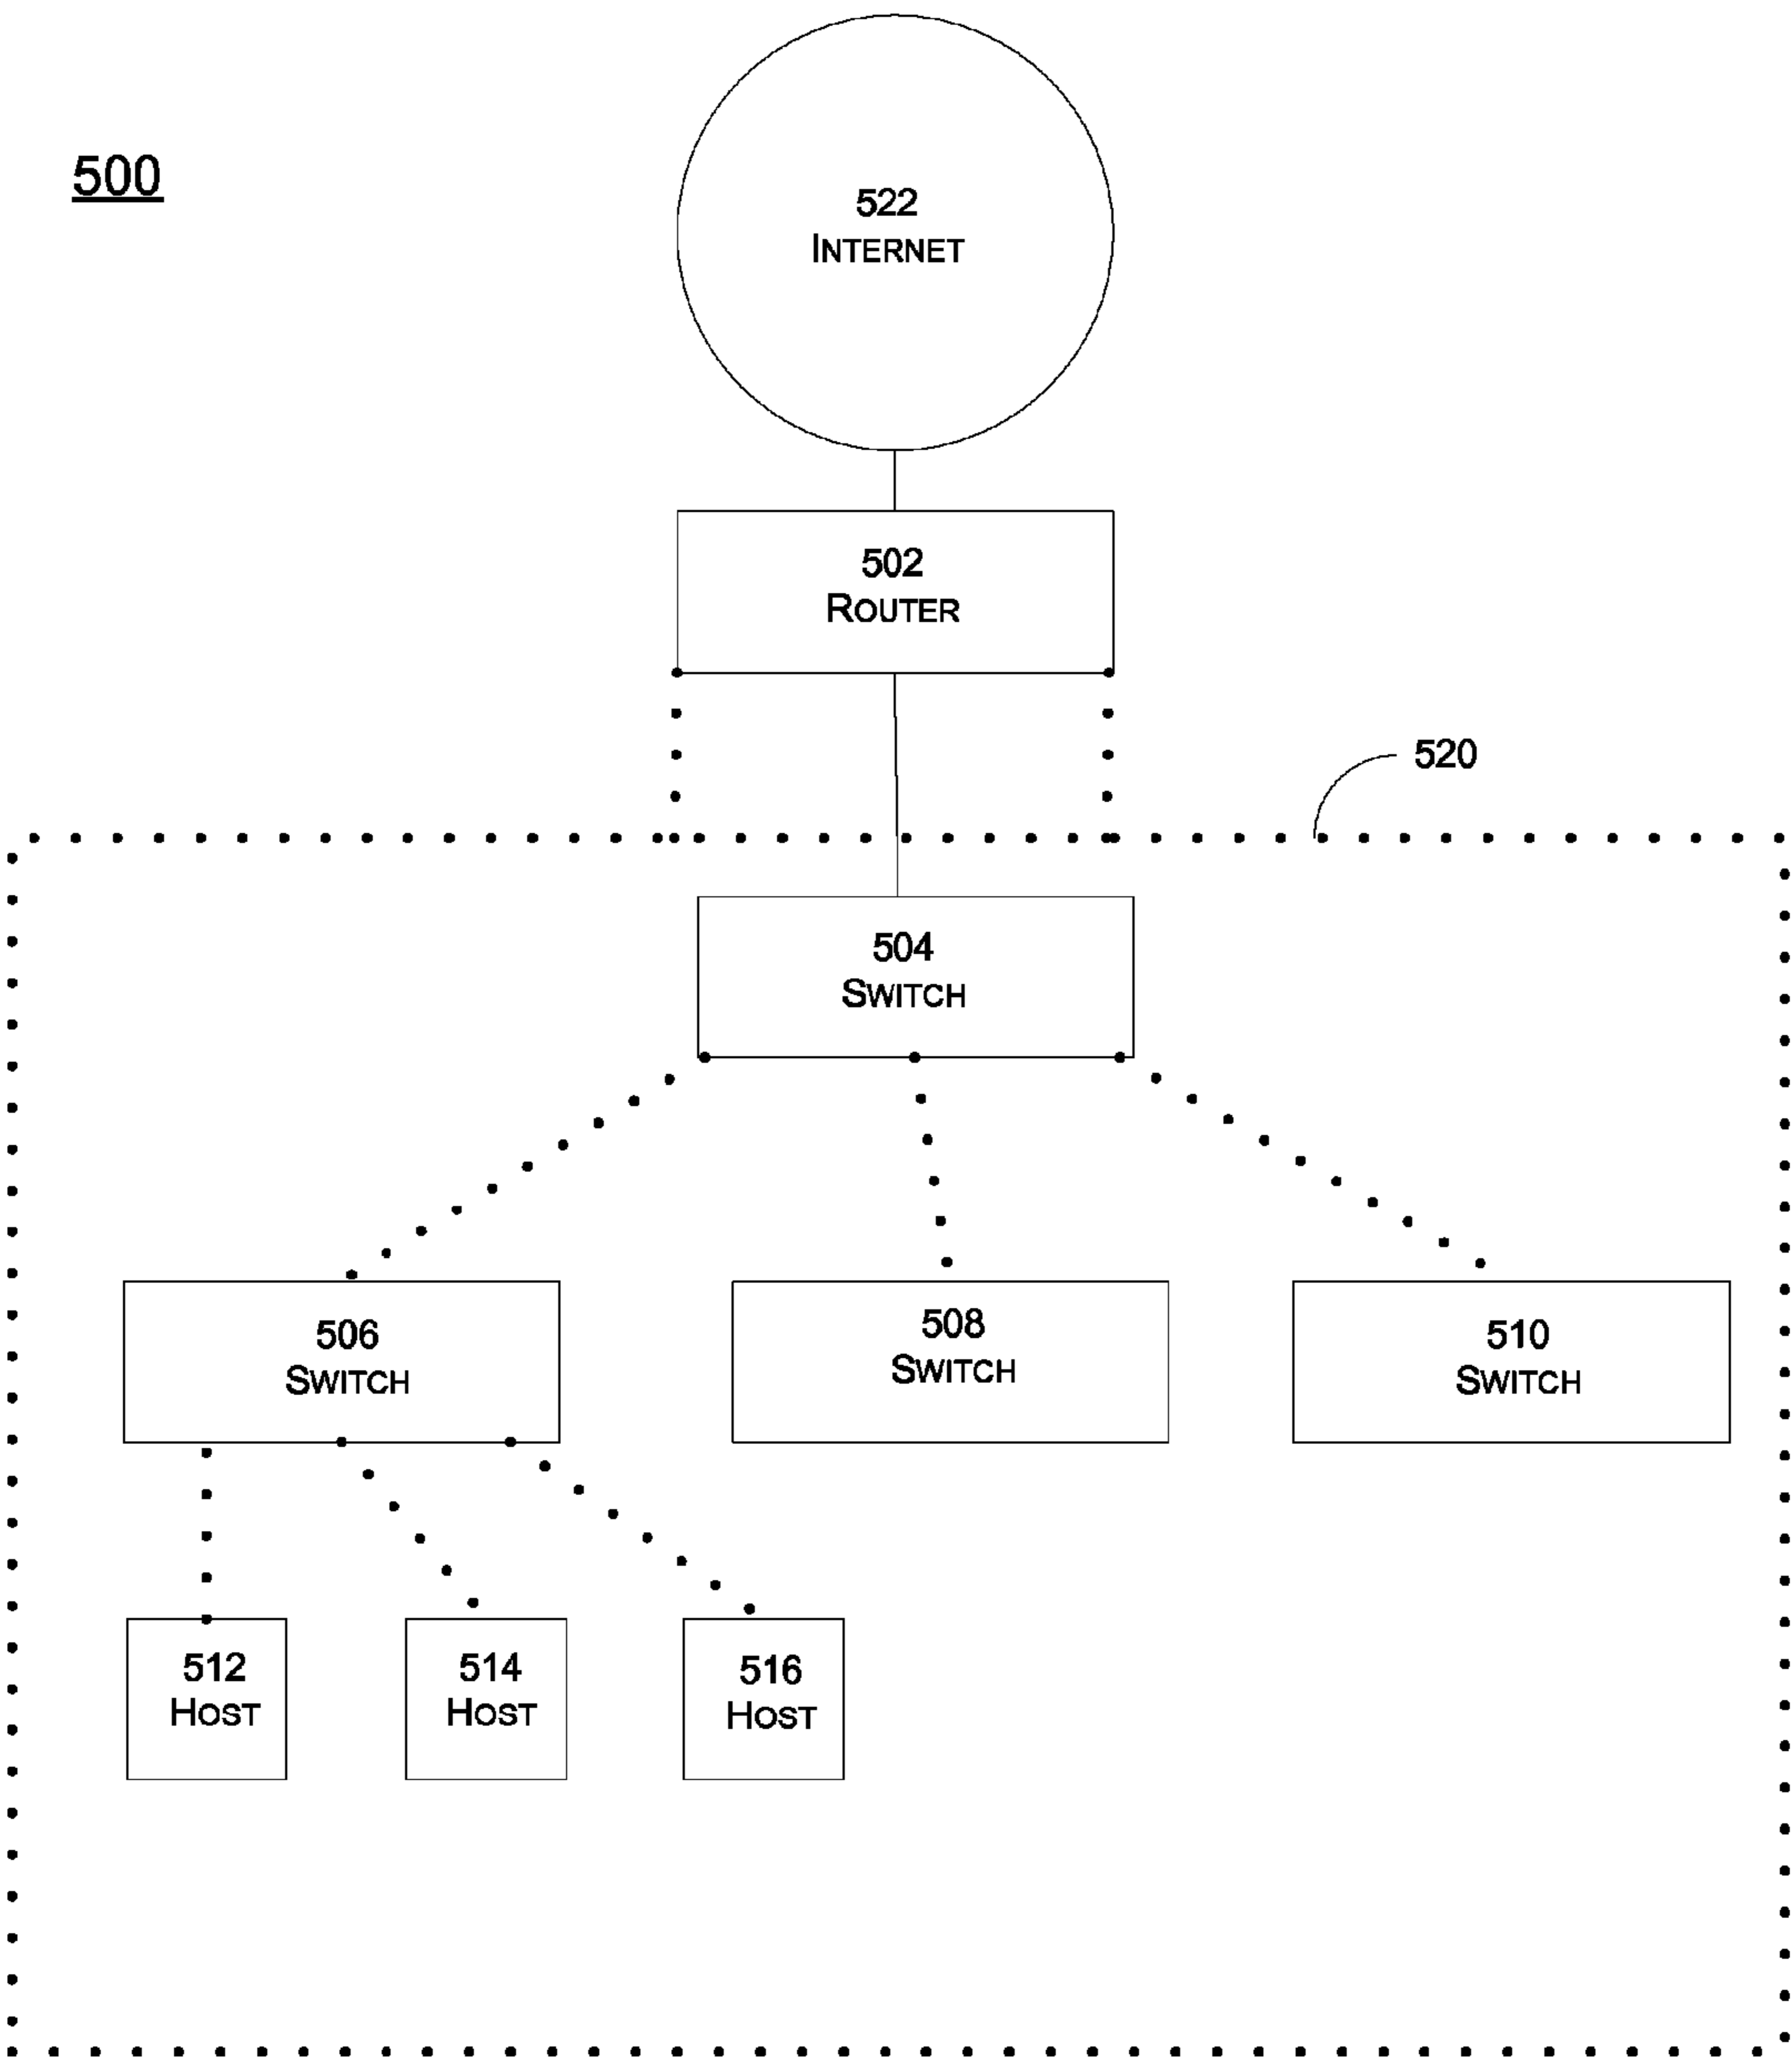 500
522
INTERNET
502
ROUTER
520
504
SWITCH
506
SWITCH
508
SWITCH
510
SWITCH
512
HOST
514
HOST
516
HOST